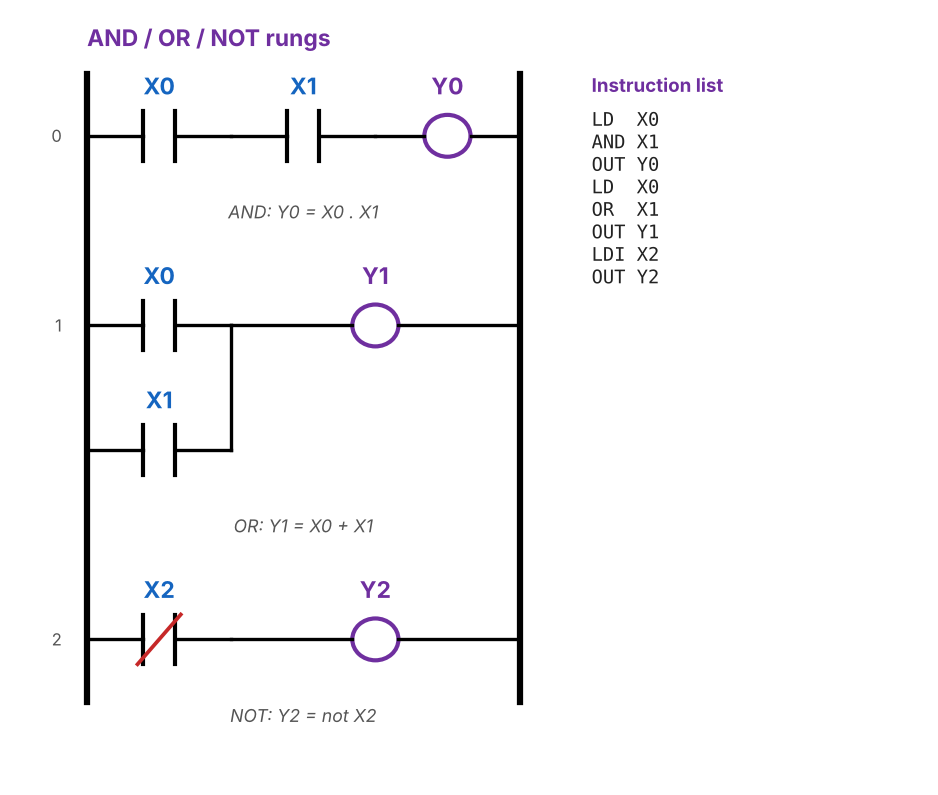 AND / OR / NOT rungs
X0 X1 Y0
0
AND: Y0 = X0 . X1
X0 Y1
1
X1
OR: Y1 = X0 + X1
X2 Y2
2
NOT: Y2 = not X2
Instruction list
LD  X0
AND X1
OUT Y0
LD  X0
OR  X1
OUT Y1
LDI X2
OUT Y2